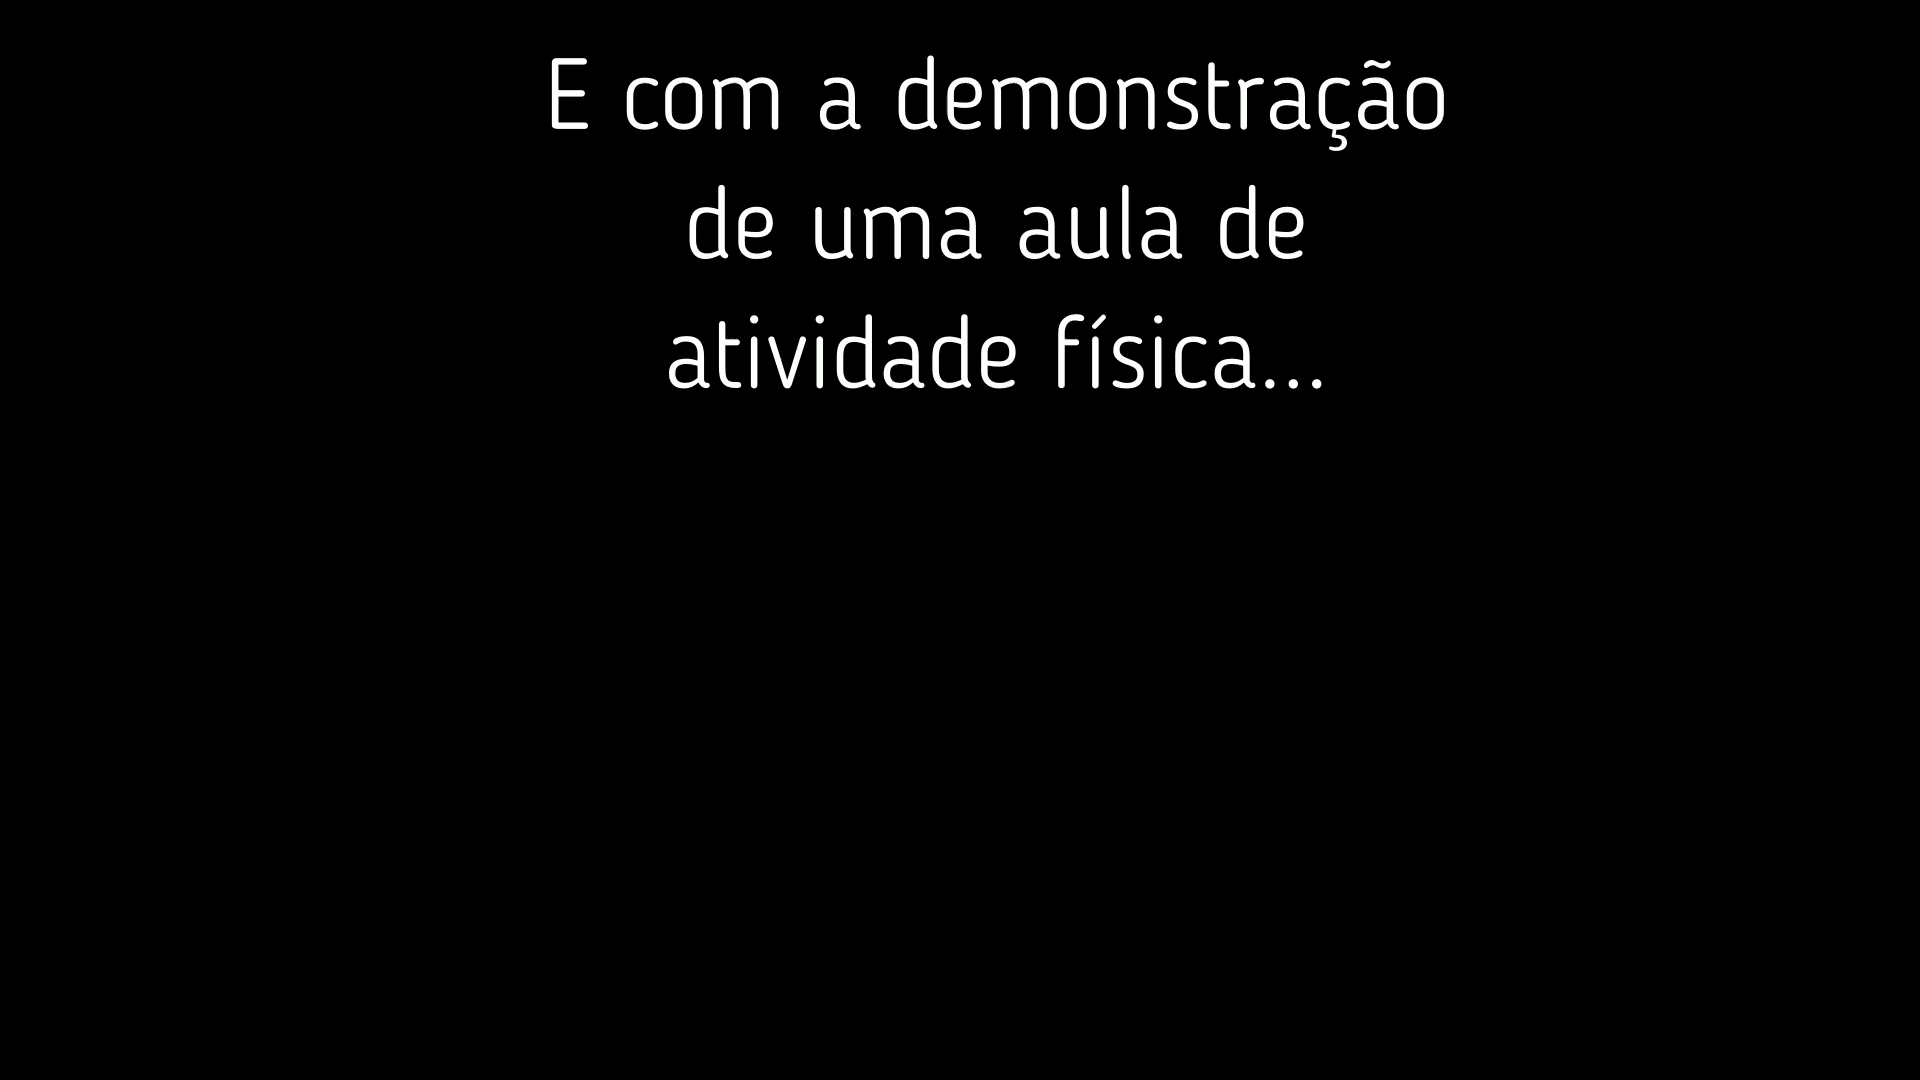 E com a demonstração
de uma aula de
atividade física...